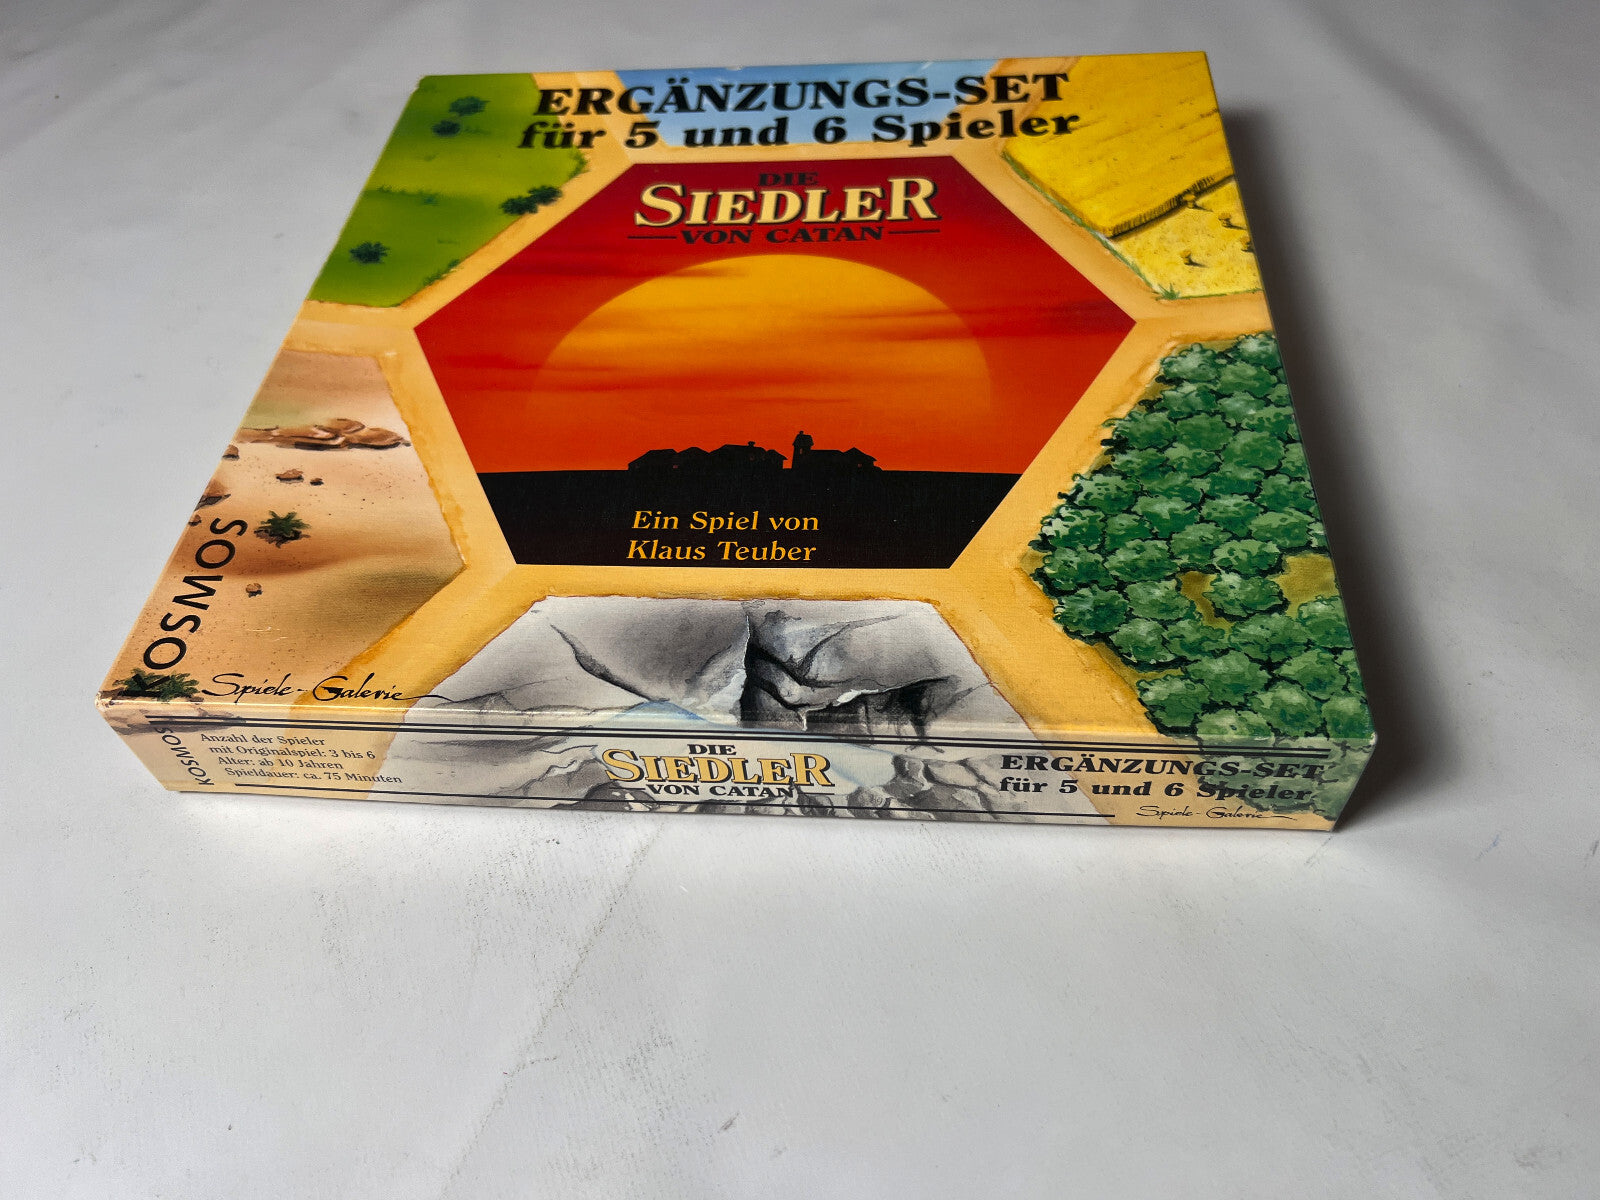 ERGÄNZUNGS-SET
für 5 und 6 Spieler
DIE
SIEDLER
VON CATAN
Ein Spiel von
Klaus Teuber
KOSMOS
Spiele-Galerie
KOSMOS
Anzahl der Spieler
mit Originalspiel: 3 bis 6
Alter: ab 10 Jahren
Spieldauer: ca. 75 Minuten
DIE
SIEDLER
VON CATAN
ERGÄNZUNGS-SET
für 5 und 6 Spieler
Spiele-Galerie